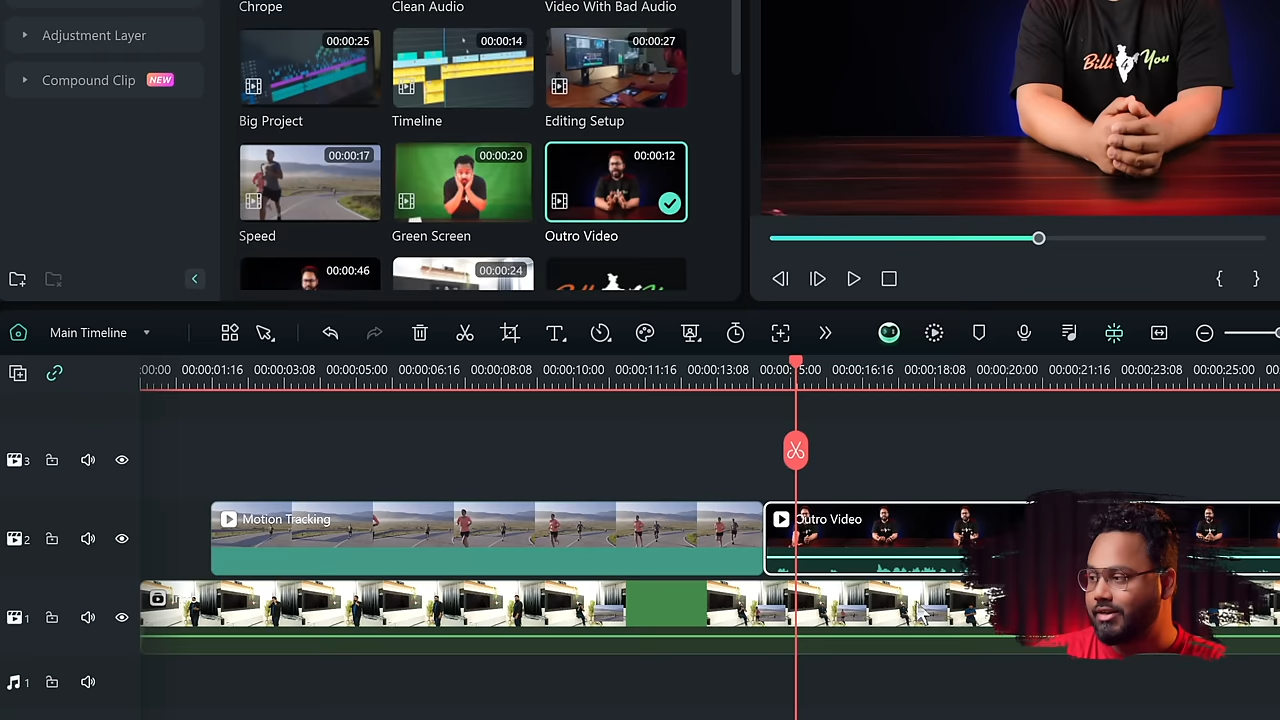 Chrope
Clean Audio
Video With Bad Audio
Adjustment Layer
Compound Clip NEW
00:00:25
00:00:14
00:00:27
Big Project
Timeline
Editing Setup
00:00:17
00:00:20
00:00:12
Speed
Green Screen
Outro Video
00:00:46
00:00:24
Billi 4 You
Main Timeline
:00:00 00:00:01:16 00:00:03:08 00:00:05:00 00:00:06:16 00:00:08:08 00:00:10:00 00:00:11:16 00:00:13:08 00:00:15:00 00:00:16:16 00:00:18:08 00:00:20:00 00:00:21:16 00:00:23:08 00:00:25:00 00:
3
Motion Tracking
Outro Video
2
1
1